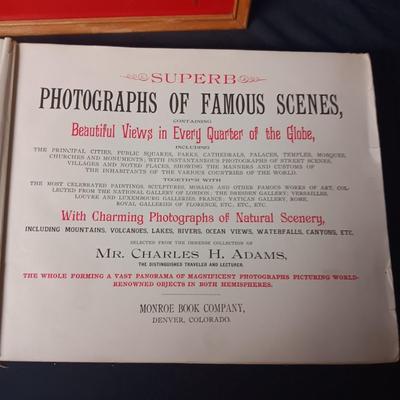 SUPERB
PHOTOGRAPHS OF FAMOUS SCENES,
CONTAINING
Beautiful Views in Every Quarter of the Globe,
INCLUDING
THE PRINCIPAL CITIES, PUBLIC SQUARES, PARKS, CATHEDRALS, PALACES, TEMPLES, MOSQUES,
CHURCHES AND MONUMENTS; WITH INSTANTANEOUS PHOTOGRAPHS OF STREET SCENES,
VILLAGES AND NOTED PLACES, SHOWING THE MANNERS AND CUSTOMS OF
THE INHABITANTS OF THE VARIOUS COUNTRIES OF THE WORLD.
TOGETHER WITH
THE MOST CELEBRATED PAINTINGS, SCULPTURES, MOSAICS AND OTHER FAMOUS WORKS OF ART, COL-
LECTED FROM THE NATIONAL GALLERY OF LONDON; THE DRESDEN GALLERY; VERSAILLES,
LOUVRE AND LUXEMBOURG GALLERIES, FRANCE; VATICAN GALLERY, ROME,
ROYAL GALLERIES OF FLORENCE, ETC., ETC., ETC.
With Charming Photographs of Natural Scenery,
INCLUDING MOUNTAINS, VOLCANOES, LAKES, RIVERS, OCEAN VIEWS, WATERFALLS, CANYONS, ETC.
SELECTED FROM THE IMMENSE COLLECTION OF
MR. CHARLES H. ADAMS,
THE DISTINGUISHED TRAVELER AND LECTURER.
THE WHOLE FORMING A VAST PANORAMA OF MAGNIFICENT PHOTOGRAPHS PICTURING WORLD-
RENOWNED OBJECTS IN BOTH HEMISPHERES.
MONROE BOOK COMPANY,
DENVER, COLORADO.